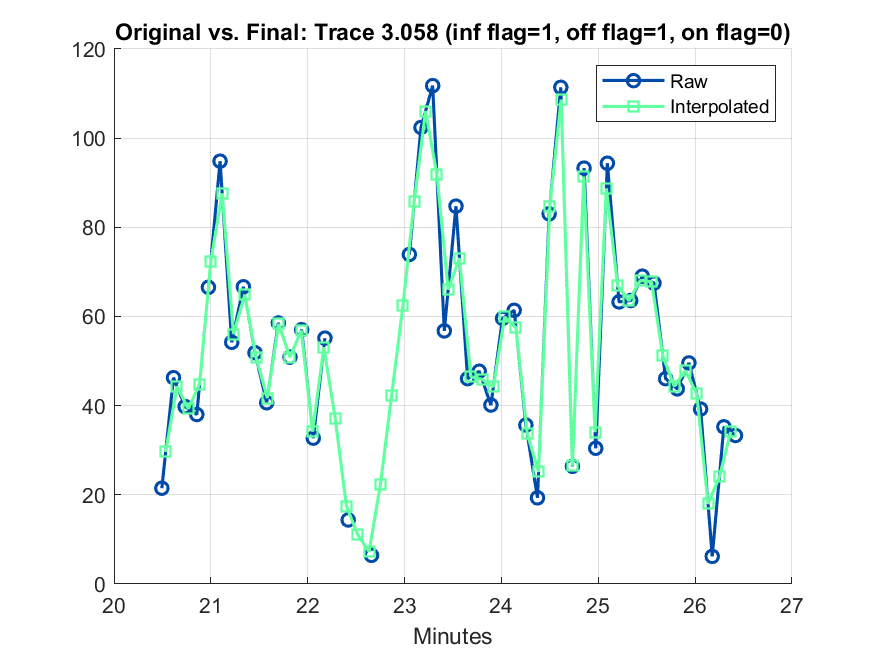 Original vs. Final: Trace 3.058 (inf flag=1, off flag=1, on flag=0)
120
100
80
60
40
20
0
Raw
Interpolated
20 21 22 23 24 25 26 27
Minutes